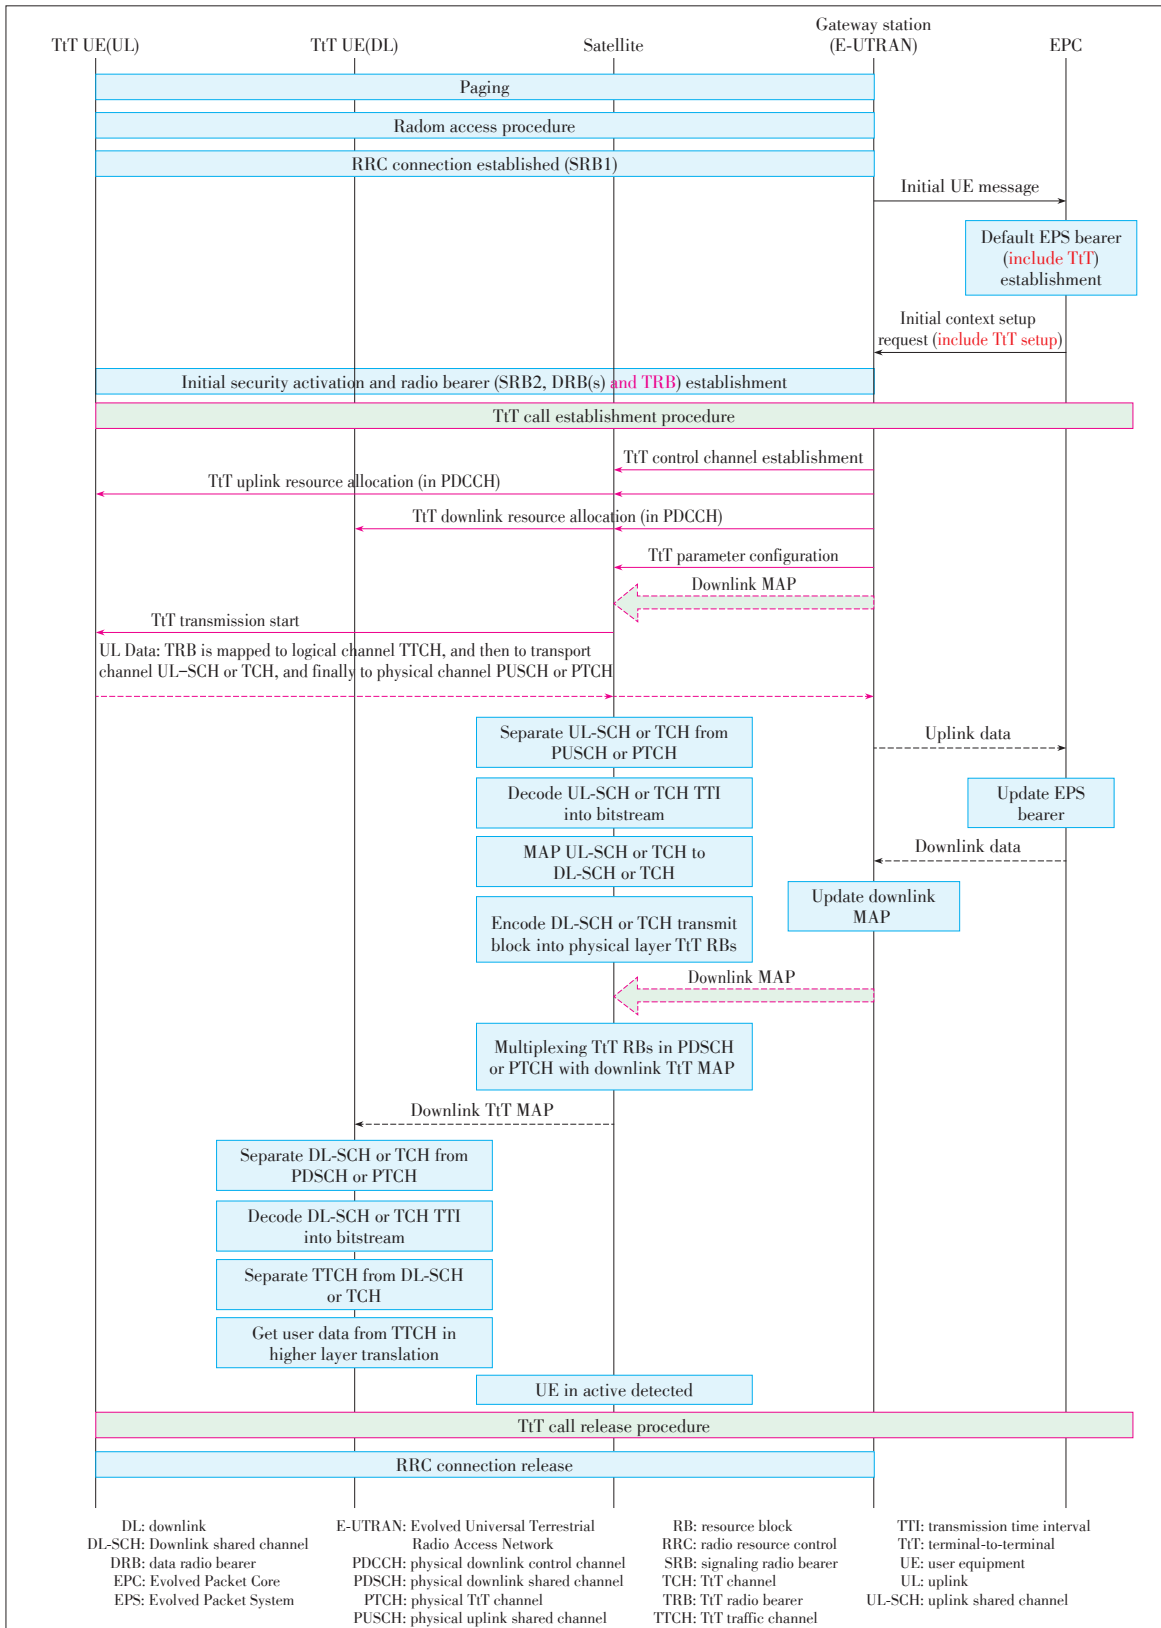 TtT UE(UL)
TtT UE(DL)
Satellite
Gateway station
(E-UTRAN)
EPC
Paging
Radom access procedure
RRC connection established (SRB1)
Initial UE message
Default EPS bearer
(include TtT)
establishment
Initial context setup
request (include TtT setup)
Initial security activation and radio bearer (SRB2, DRB(s) and TRB) establishment
TtT call establishment procedure
TtT control channel establishment
TtT uplink resource allocation (in PDCCH)
TtT downlink resource allocation (in PDCCH)
TtT parameter configuration
Downlink MAP
TtT transmission start
UL Data: TRB is mapped to logical channel TTCH, and then to transport
channel UL-SCH or TCH, and finally to physical channel PUSCH or PTCH
Separate UL-SCH or TCH from
PUSCH or PTCH
Uplink data
Decode UL-SCH or TCH TTI
into bitstream
Update EPS
bearer
MAP UL-SCH or TCH to
DL-SCH or TCH
Downlink data
Update downlink
MAP
Encode DL-SCH or TCH transmit
block into physical layer TtT RBs
Downlink MAP
Multiplexing TtT RBs in PDSCH
or PTCH with downlink TtT MAP
Downlink TtT MAP
Separate DL-SCH or TCH from
PDSCH or PTCH
Decode DL-SCH or TCH TTI
into bitstream
Separate TTCH from DL-SCH
or TCH
Get user data from TTCH in
higher layer translation
UE in active detected
TtT call release procedure
RRC connection release
DL: downlink
DL-SCH: Downlink shared channel
DRB: data radio bearer
EPC: Evolved Packet Core
EPS: Evolved Packet System
E-UTRAN: Evolved Universal Terrestrial
Radio Access Network
PDCCH: physical downlink control channel
PDSCH: physical downlink shared channel
PTCH: physical TtT channel
PUSCH: physical uplink shared channel
RB: resource block
RRC: radio resource control
SRB: signaling radio bearer
TCH: TtT channel
TRB: TtT radio bearer
TTCH: TtT traffic channel
TTI: transmission time interval
TtT: terminal-to-terminal
UE: user equipment
UL: uplink
UL-SCH: uplink shared channel